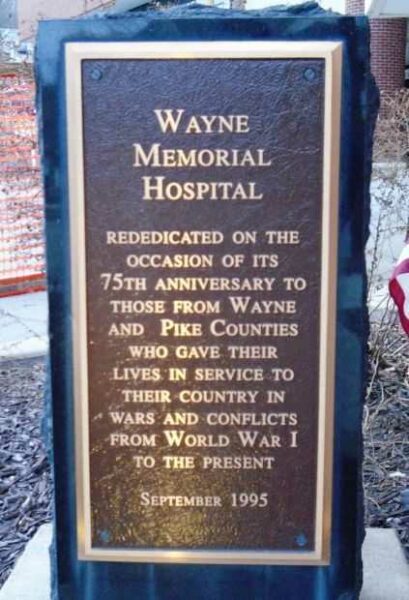 Wayne
Memorial
Hospital
rededicated on the
occasion of its
75th anniversary to
those from Wayne
and Pike Counties
who gave their
lives in service to
their country in
wars and conflicts
from World War I
to the present
September 1995